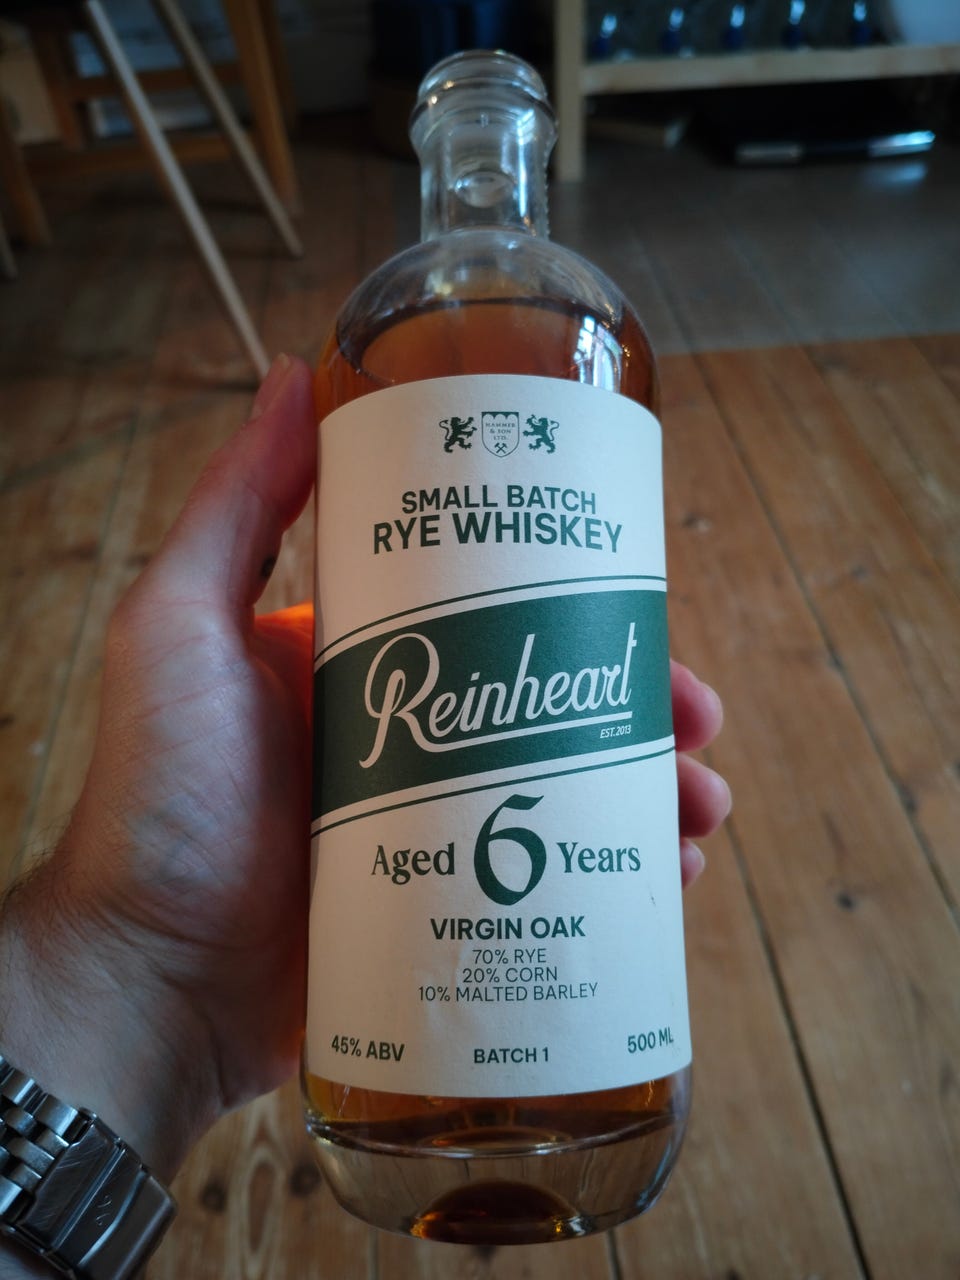 HAMMER
& SON
LTD.
SMALL BATCH
RYE WHISKEY
Reinheart
EST. 2013
Aged 6 Years
VIRGIN OAK
70% RYE
20% CORN
10% MALTED BARLEY
45% ABV BATCH 1 500 ML